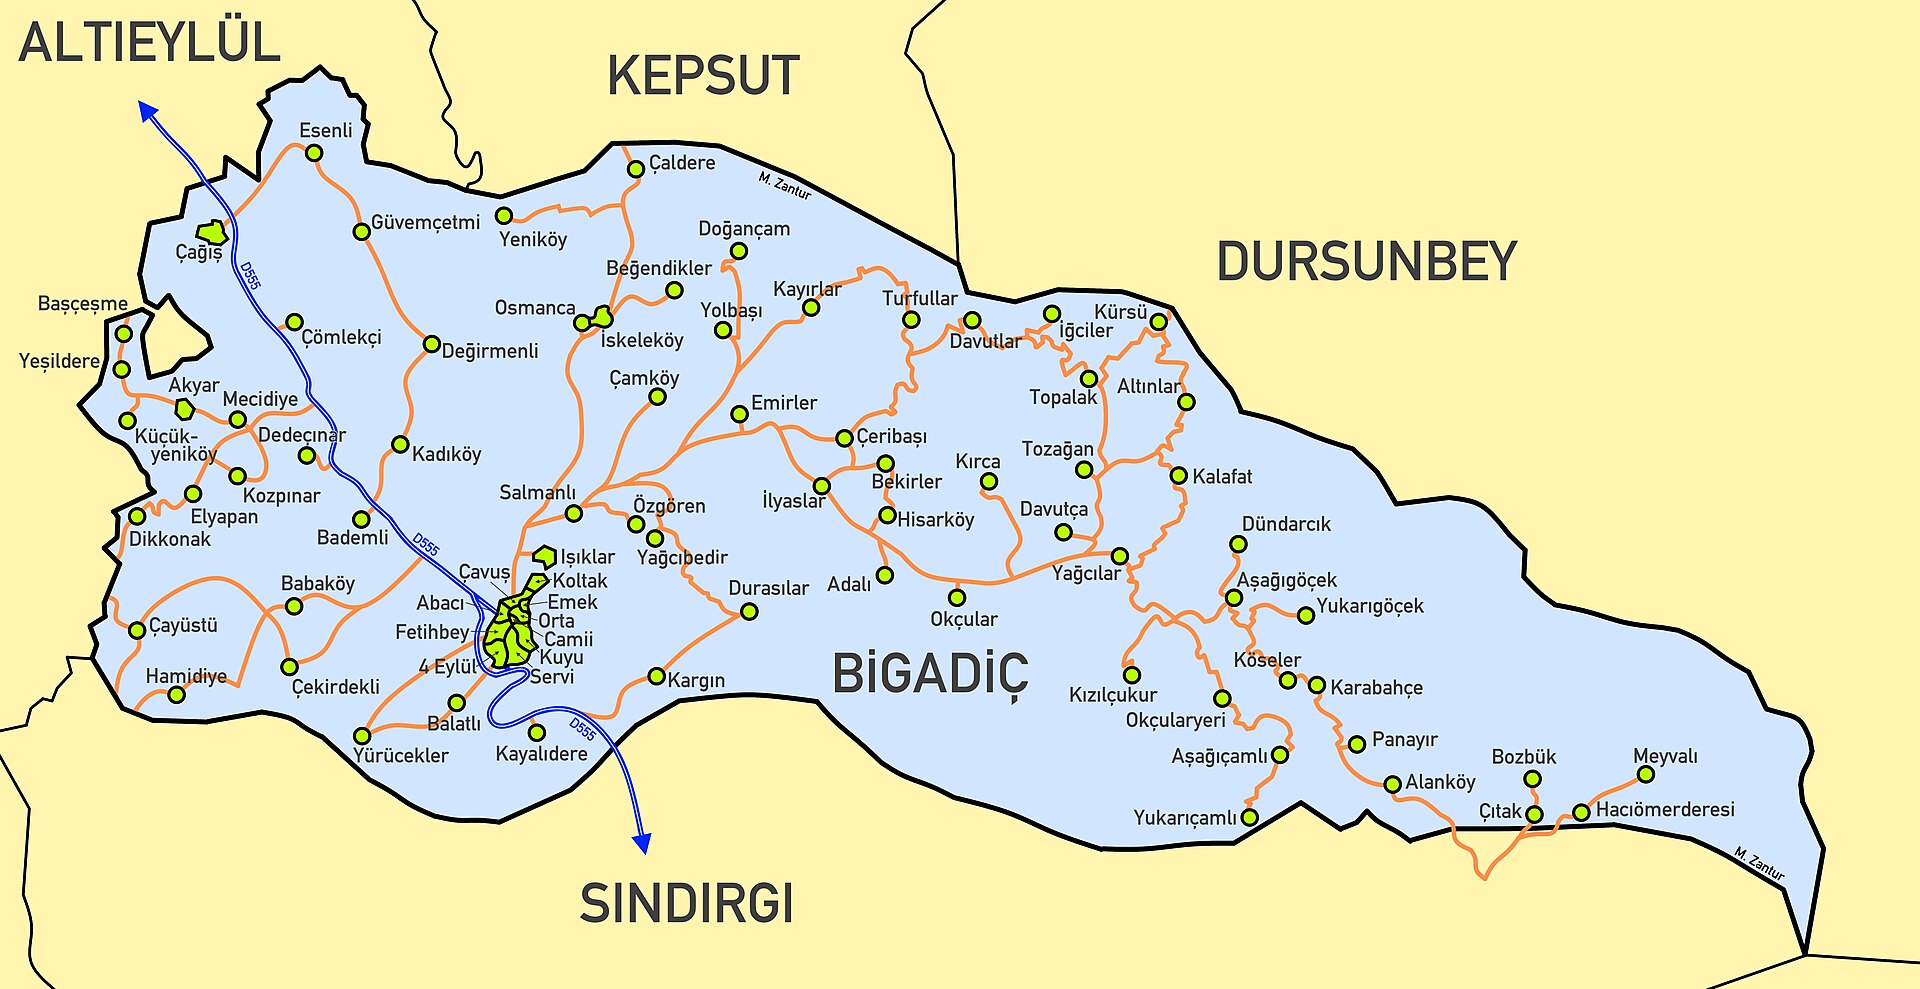 ALTIEYLÜL
KEPSUT
DURSUNBEY
BİGADİÇ
SINDIRGI
M. Zantur
Esenli
Çaldere
Güvemçetmi
Yeniköy
Çağış
D555
Doğançam
Beğendikler
Kayırlar
Turfullar
Kürsü
Başçeşme
Osmanca
Yolbaşı
İğciler
Çömlekçi
İskeleköy
Davutlar
Değirmenli
Yeşildere
Akyar
Çamköy
Altınlar
Mecidiye
Topalak
Emirler
Küçük-
yeniköy
Dedeçınar
Çeribaşı
Kadıköy
Tozağan
Kırca
Kalafat
Bekirler
Kozpınar
Salmanlı
İlyaslar
Özgören
Davutça
Elyapan
Hisarköy
Dündarcık
Dikkonak
Bademli
D555
Işıklar
Yağcıbedir
Çavuş
Koltak
Yağcılar
Babaköy
Durasılar
Adalı
Aşağıgöçek
Abacı
Emek
Yukarıgöçek
Orta
Okçular
Çayüstü
Fetihbey
Camii
Kuyu
4 Eylül
Servi
Köseler
Hamidiye
Çekirdekli
Kargın
Kızılçukur
Karabahçe
Balatlı
Okçularyeri
D555
Panayır
Yürücekler
Kayalıdere
Aşağıçamlı
Bozbük
Meyvalı
Alanköy
Yukarıçamlı
Çıtak
Hacıömerderesi
M. Zantur